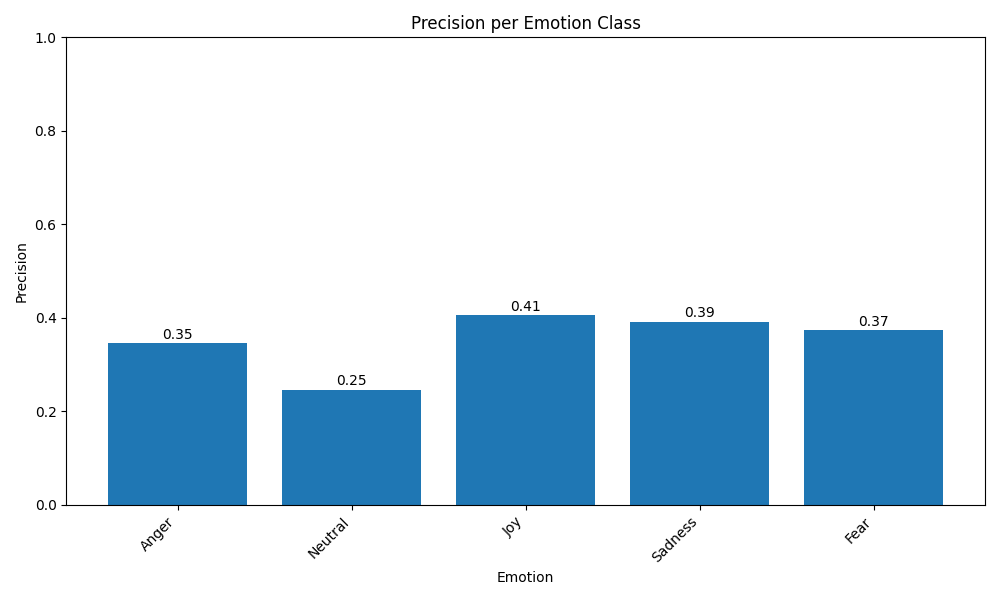 Precision per Emotion Class
1.0
0.8
0.6
0.4
0.2
0.0
Precision
0.35
0.25
0.41
0.39
0.37
Anger
Neutral
Joy
Sadness
Fear
Emotion